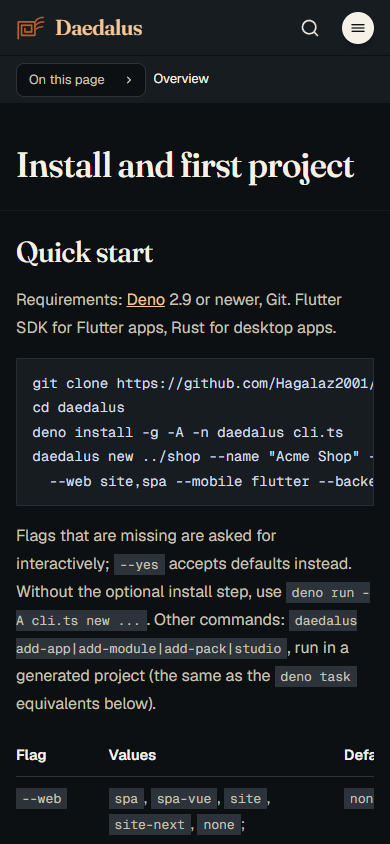 Daedalus
On this page
Overview
Install and first project
Quick start
Requirements: Deno 2.9 or newer, Git. Flutter
SDK for Flutter apps, Rust for desktop apps.
git clone https://github.com/Hagalaz2001/
cd daedalus
deno install -g -A -n daedalus cli.ts
daedalus new ../shop --name "Acme Shop" -
--web site,spa --mobile flutter --backe
Flags that are missing are asked for
interactively; --yes accepts defaults instead.
Without the optional install step, use deno run -
A cli.ts new ... . Other commands: daedalus
add-app|add-module|add-pack|studio , run in a
generated project (the same as the deno task
equivalents below).
Flag Values Defa
--web spa , spa-vue , site , non
site-next , none ;